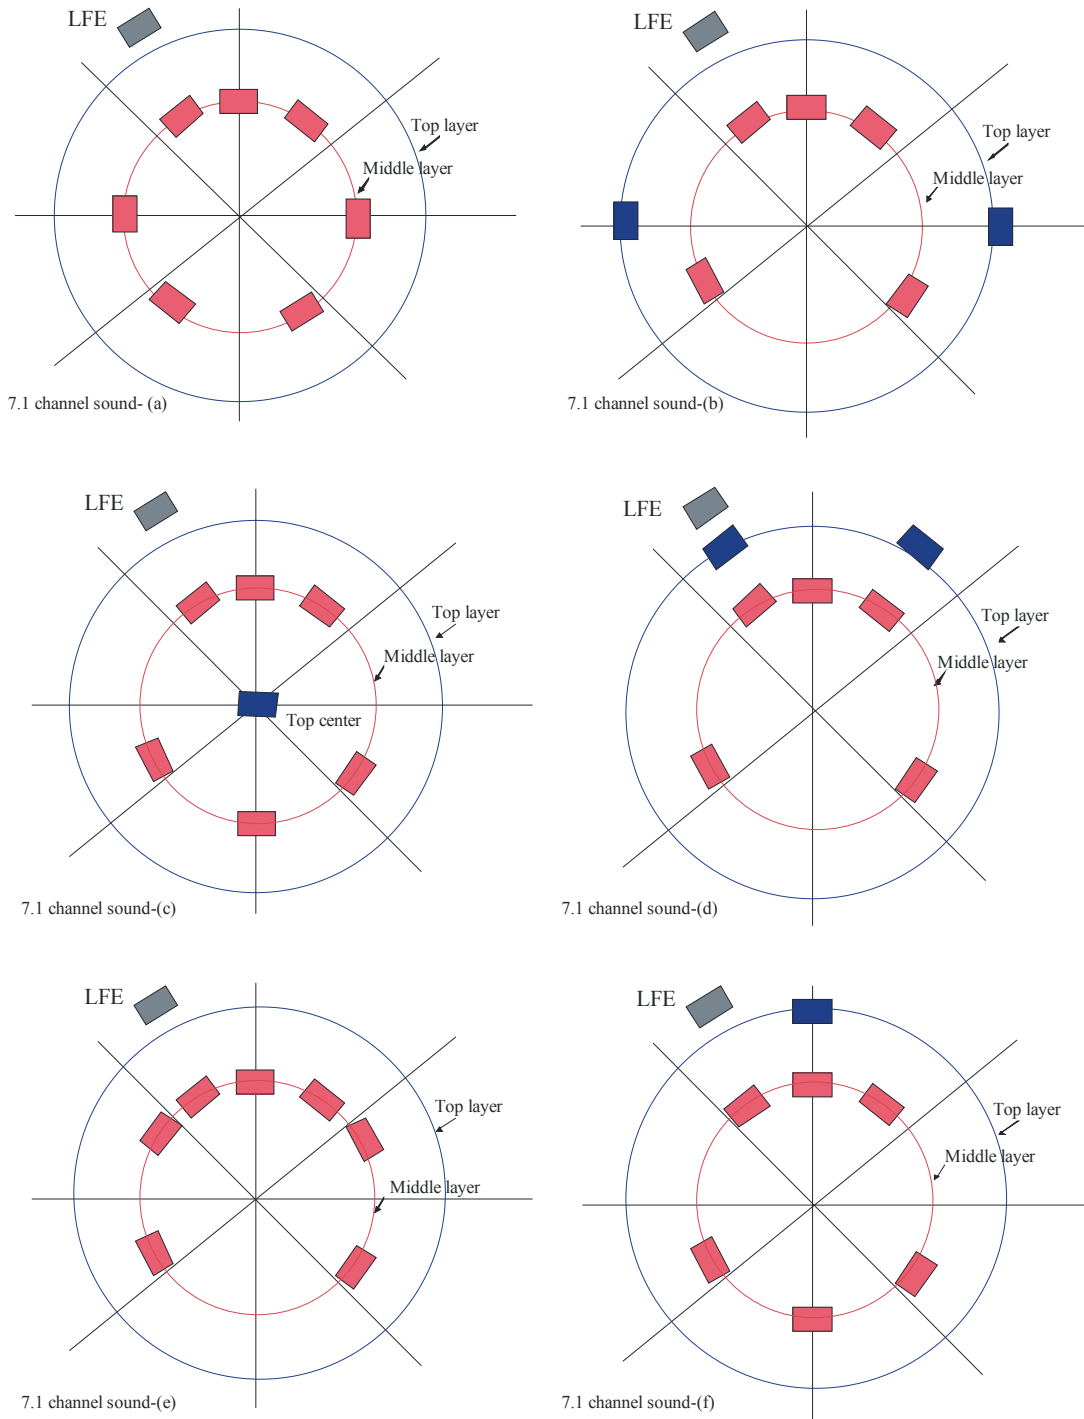 LFE
Top layer
Middle layer
7.1 channel sound- (a)
LFE
Top layer
Middle layer
7.1 channel sound-(b)
LFE
Top layer
Middle layer
Top center
7.1 channel sound-(c)
LFE
Top layer
Middle layer
7.1 channel sound-(d)
LFE
Top layer
Middle layer
7.1 channel sound-(e)
LFE
Top layer
Middle layer
7.1 channel sound-(f)